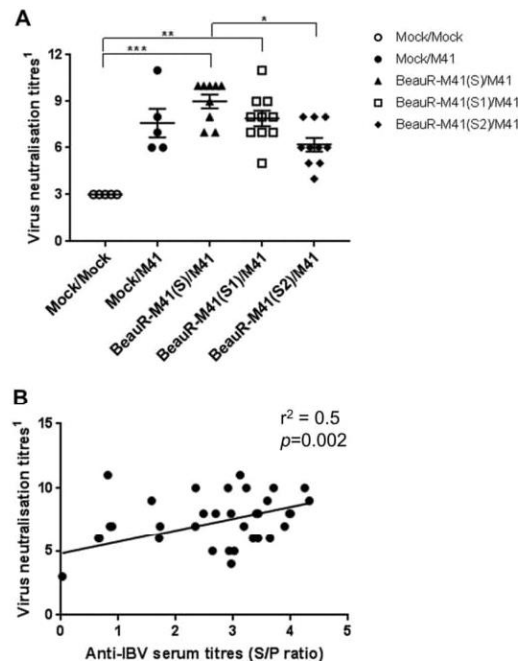 A
**
*
***
Virus neutralisation titres¹
12
9
6
3
0
Mock/Mock
Mock/M41
BeauR-M41(S)/M41
BeauR-M41(S1)/M41
BeauR-M41(S2)/M41
Mock/Mock
Mock/M41
BeauR-M41(S)/M41
BeauR-M41(S1)/M41
BeauR-M41(S2)/M41
B
r² = 0.5
p=0.002
Virus neutralisation titres¹
15
10
5
0
0 1 2 3 4 5
Anti-IBV serum titres (S/P ratio)